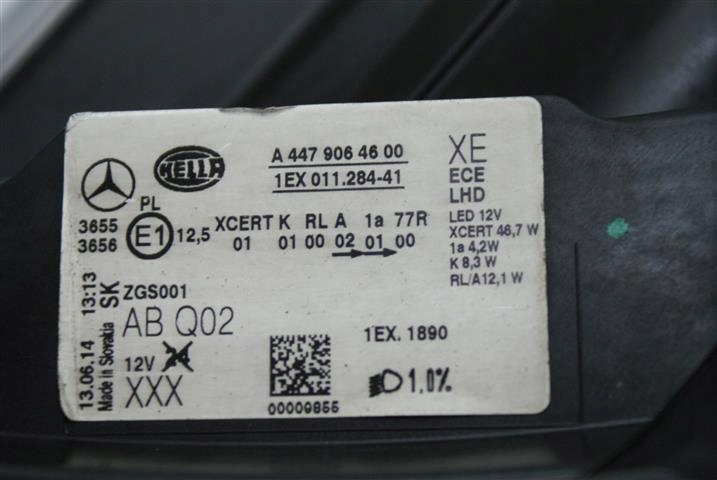 HELLA
A 447 906 46 00
1EX 011.284-41
XE
ECE
LHD
LED 12V
XCERT 46,7 W
1a 4,2W
K 8,3 W
RL/A12,1 W
PL
3655
3656
E1
12,5
XCERT K RL A 1a 77R
01 01 00 02 01 00
13.06.14 13:13
Made in Slovakia SK
ZGS001
AB Q02
12V
XXX
00009855
1EX. 1890
1.0%